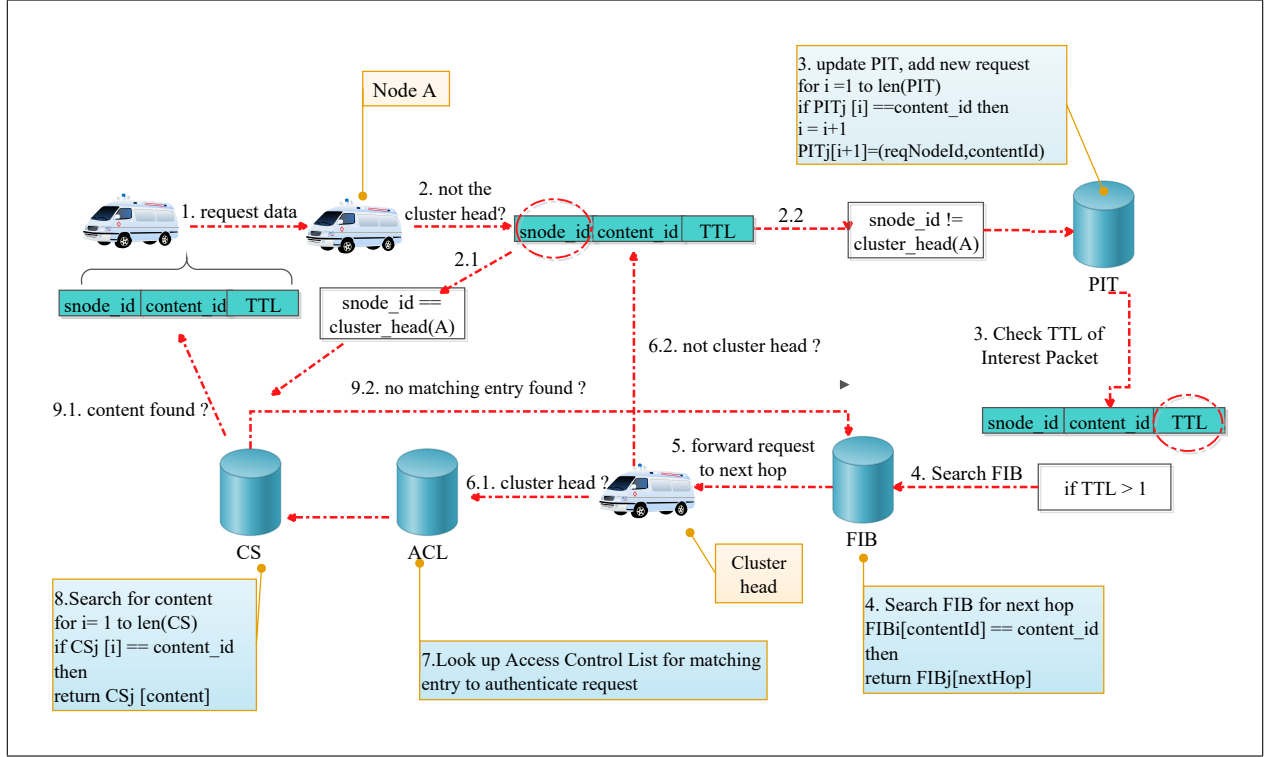 3. update PIT, add new request
for i =1 to len(PIT)
if PITj [i] ==content_id then
i = i+1
PITj[i+1]=(reqNodeId,contentId)
Node A
1. request data
2. not the
cluster head?
snode_id content_id TTL
2.2
snode_id !=
cluster_head(A)
PIT
2.1
snode_id ==
cluster_head(A)
snode_id content_id TTL
3. Check TTL of
Interest Packet
6.2. not cluster head ?
9.2. no matching entry found ?
9.1. content found ?
snode_id content_id TTL
5. forward request
to next hop
4. Search FIB
if TTL > 1
6.1. cluster head ?
CS
ACL
FIB
Cluster
head
8.Search for content
for i= 1 to len(CS)
if CSj [i] == content_id
then
return CSj [content]
7.Look up Access Control List for matching
entry to authenticate request
4. Search FIB for next hop
FIBi[contentId] == content_id
then
return FIBj[nextHop]